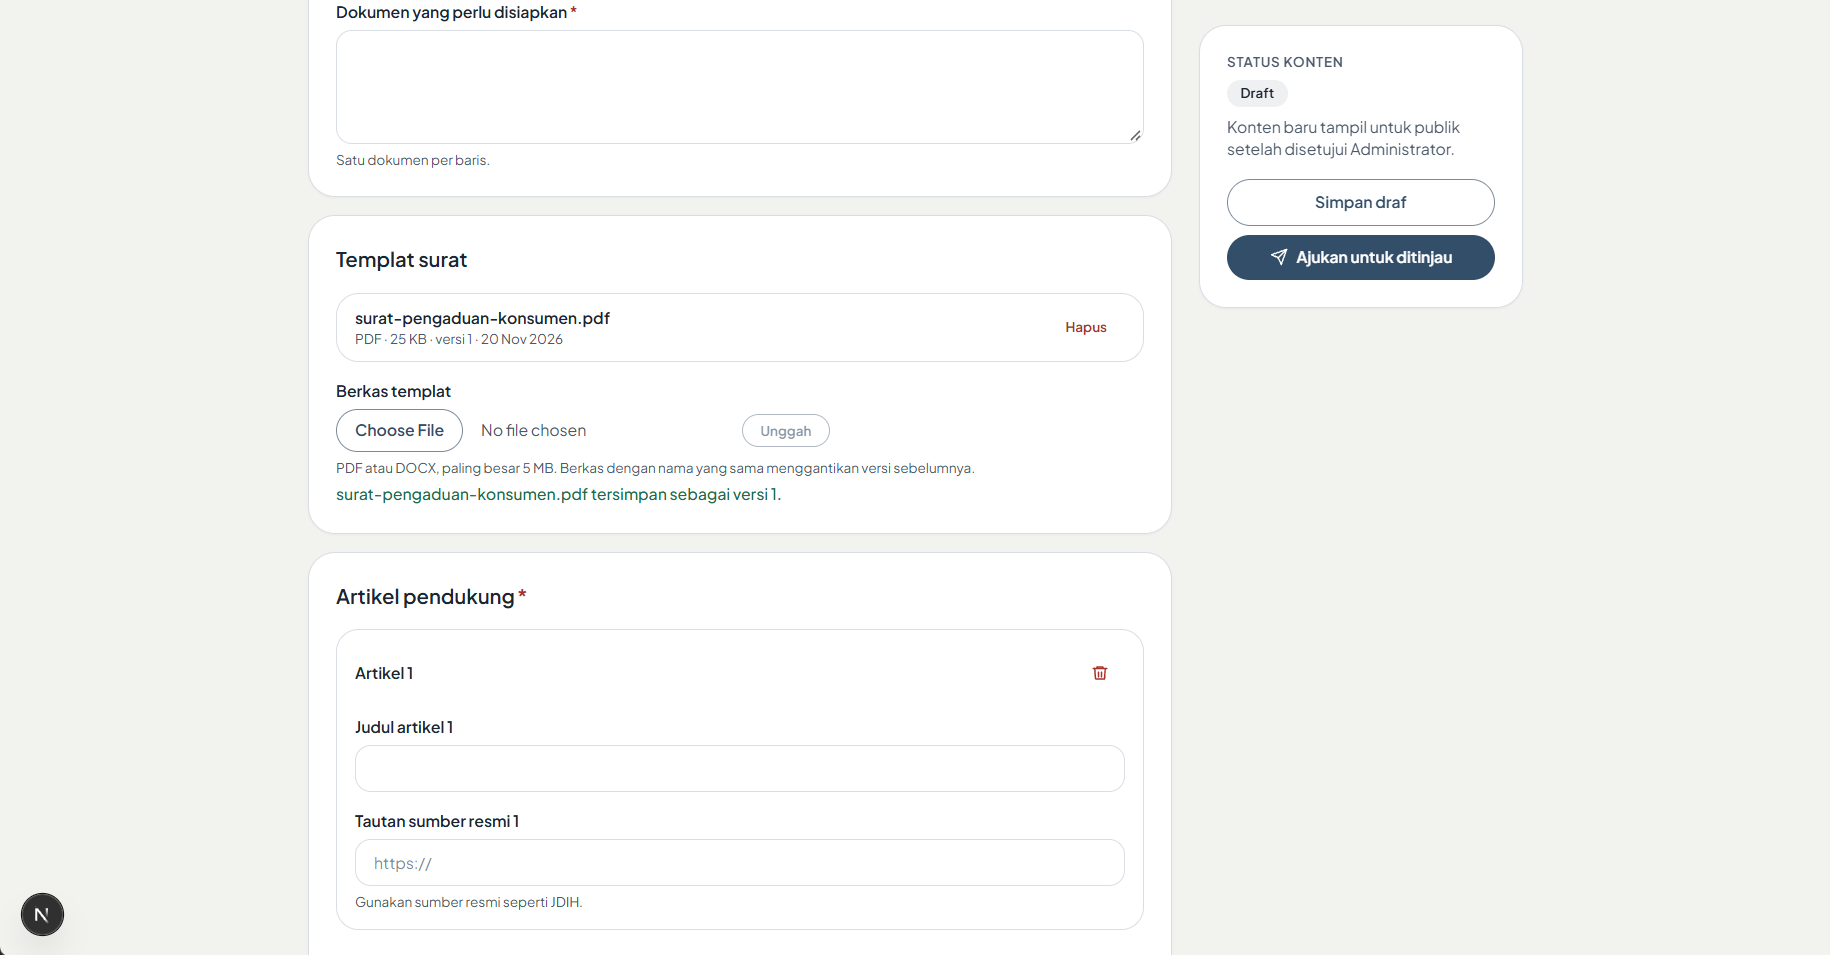 Dokumen yang perlu disiapkan *
Satu dokumen per baris.
Templat surat
surat-pengaduan-konsumen.pdf
PDF · 25 KB · versi 1 · 20 Nov 2026
Hapus
Berkas templat
Choose File
No file chosen
Unggah
PDF atau DOCX, paling besar 5 MB. Berkas dengan nama yang sama menggantikan versi sebelumnya.
surat-pengaduan-konsumen.pdf tersimpan sebagai versi 1.
Artikel pendukung *
Artikel 1
Judul artikel 1
Tautan sumber resmi 1
https://
Gunakan sumber resmi seperti JDIH.
STATUS KONTEN
Draft
Konten baru tampil untuk publik
setelah disetujui Administrator.
Simpan draf
Ajukan untuk ditinjau
N